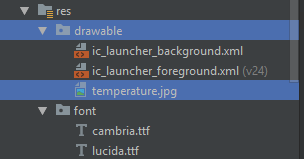 res
drawable
ic_launcher_background.xml
ic_launcher_foreground.xml (v24)
temperature.jpg
font
cambria.ttf
lucida.ttf